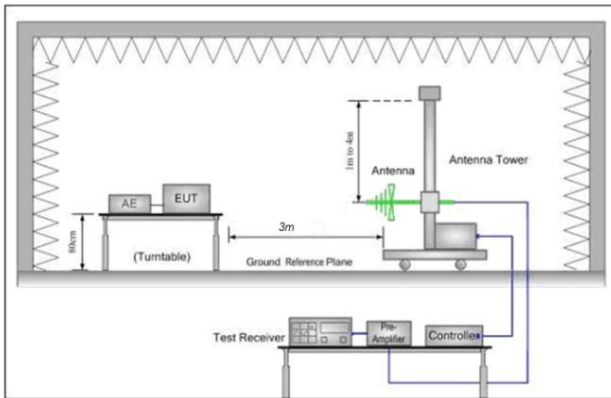 1m to 4m
Antenna
Antenna Tower
AE
EUT
80cm
3m
(Turntable)
Ground Reference Plane
Test Receiver
Pre-
Amplifier
Controller